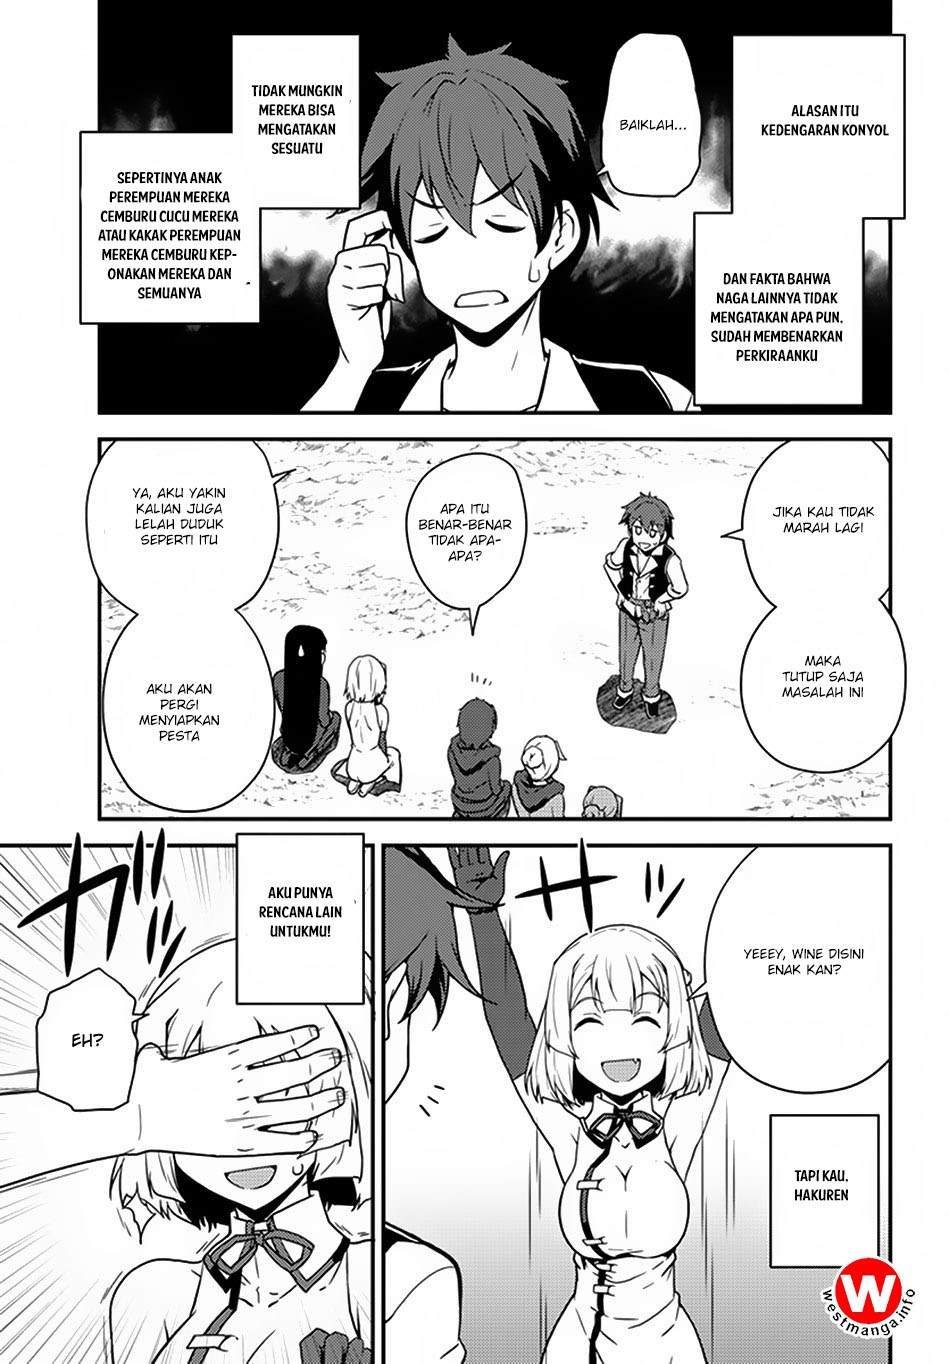 ALASAN ITU
KEDENGARAN KONYOL
BAIKLAH...
DAN FAKTA BAHWA
NAGA LAINNYA TIDAK
MENGATAKAN APA PUN.
SUDAH MEMBENARKAN
PERKIRAANKU
TIDAK MUNGKIN
MEREKA BISA
MENGATAKAN
SESUATU
SEPERTINYA ANAK
PEREMPUAN MEREKA
CEMBURU CUCU MEREKA
ATAU KAKAK PEREMPUAN
MEREKA CEMBURU KEP-
ONAKAN MEREKA DAN
SEMUANYA
JIKA KAU TIDAK
MARAH LAGI
MAKA
TUTUP SAJA
MASALAH INI
APA ITU
BENAR-BENAR
TIDAK APA-
APA?
YA, AKU YAKIN
KALIAN JUGA
LELAH DUDUK
SEPERTI ITU
AKU AKAN
PERGI
MENYIAPKAN
PESTA
YEEEY, WINE DISINI
ENAK KAN?
サッ
TAPI KAU,
HAKUREN
AKU PUNYA
RENCANA LAIN
UNTUKMU!
ガッ
EH?
W
westmanga.info